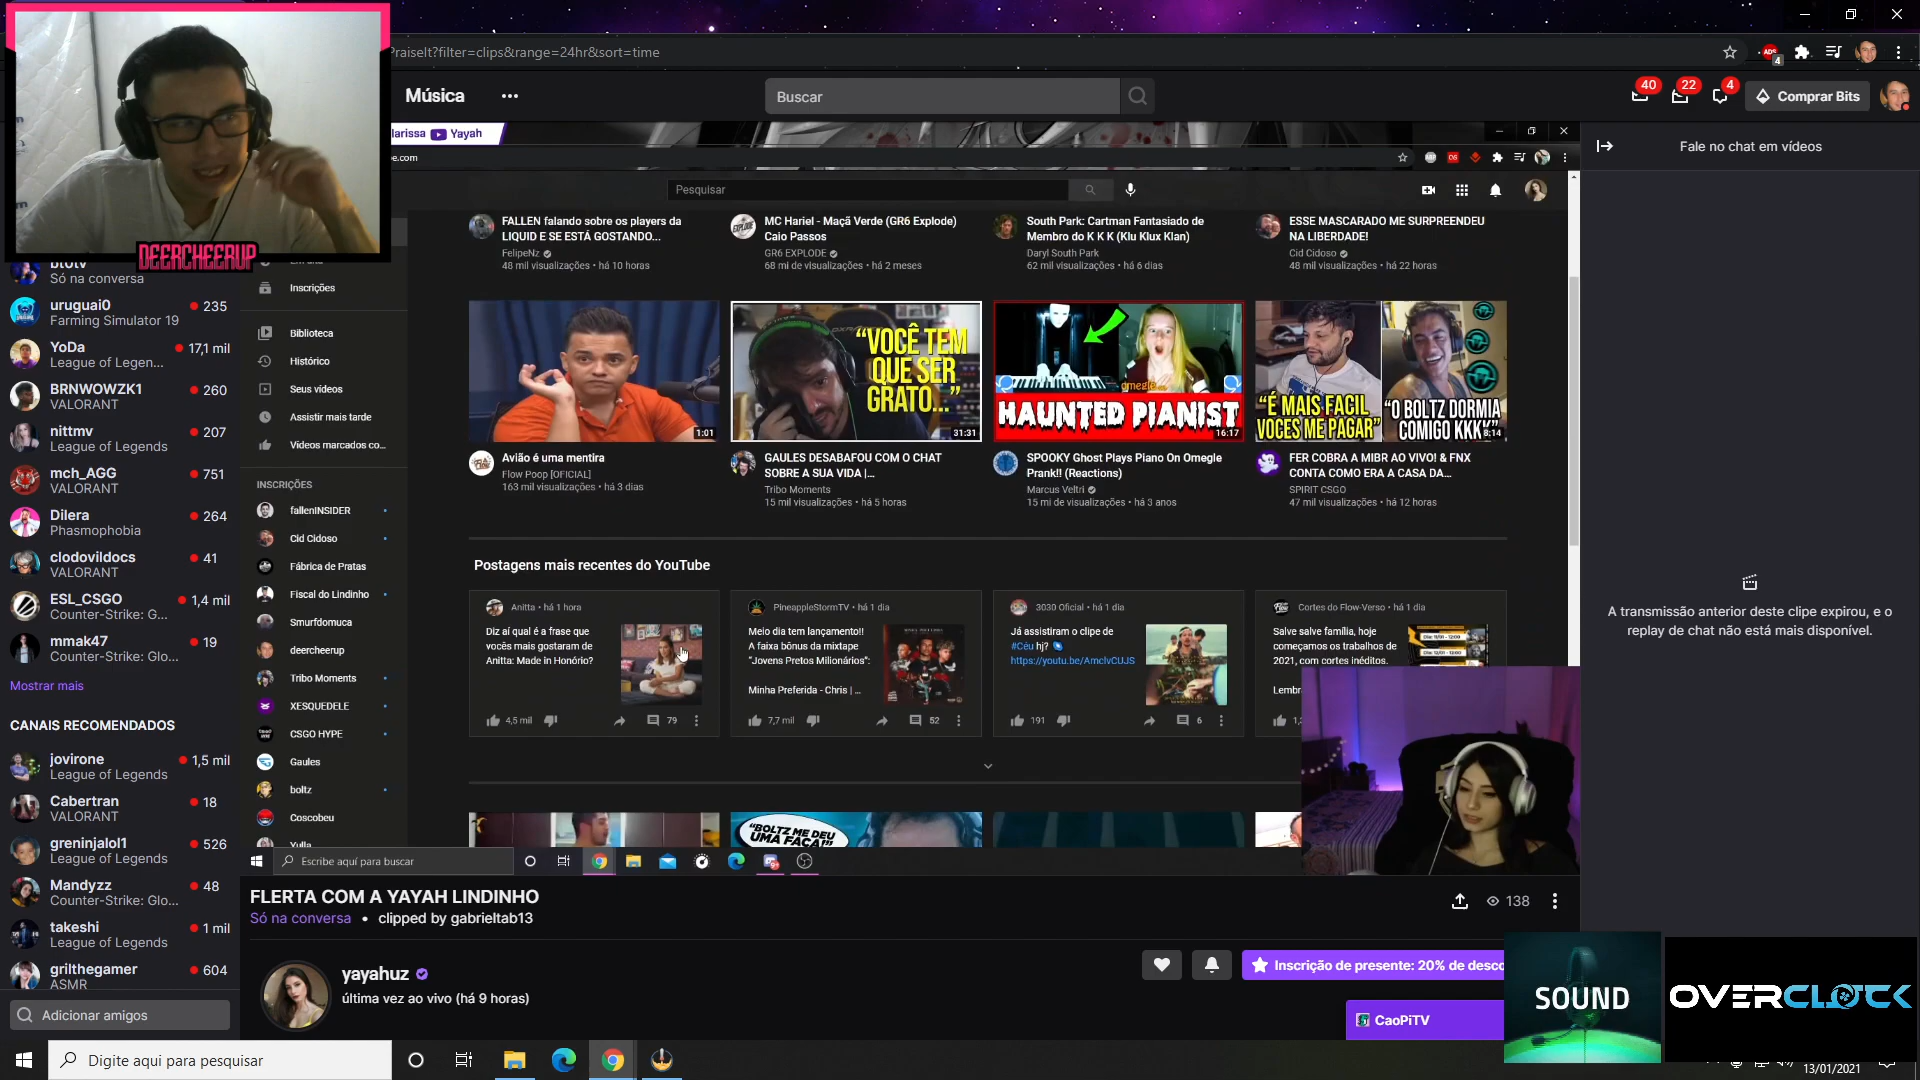 PraiseIt?filter=clips&range=24hr&sort=time
Música
Buscar
40
22
4
4
Comprar Bits
larissa Yayah
e.com
Fale no chat em vídeos
Pesquisar
DEERCHEERUP
FALLEN falando sobre os players da
LIQUID E SE ESTÁ GOSTANDO...
FelipeNz
48 mil visualizações • há 10 horas
MC Hariel - Maçã Verde (GR6 Explode)
Caio Passos
GR6 EXPLODE
68 mi de visualizações • há 2 meses
South Park: Cartman Fantasiado de
Membro do K K K (Klu Klux Klan)
Daryl South Park
62 mil visualizações • há 6 dias
ESSE MASCARADO ME SURPREENDEU
NA LIBERDADE!
Cid Cidoso
48 mil visualizações • há 22 horas
btotv
Só na conversa
uruguai0
235
Farming Simulator 19
YoDa
17,1 mil
League of Legen...
BRNWOWZK1
260
VALORANT
nittmv
207
League of Legends
mch_AGG
751
VALORANT
Dilera
264
Phasmophobia
clodovildocs
41
VALORANT
ESL_CSGO
1,4 mil
Counter-Strike: G...
mmak47
19
Counter-Strike: Glo...
Mostrar mais
CANAIS RECOMENDADOS
jovirone
1,5 mil
League of Legends
Cabertran
18
VALORANT
greninjalol1
526
League of Legends
Mandyzz
48
Counter-Strike: Glo...
takeshi
1 mil
League of Legends
grilthegamer
604
ASMR
Adicionar amigos
Inscrições
Biblioteca
Histórico
Seus vídeos
Assistir mais tarde
Vídeos marcados co...
INSCRIÇÕES
fallenINSIDER
Cid Cidoso
Fábrica de Pratas
Fiscal do Lindinho
Smurfdomuca
deercheerup
Tribo Moments
XESQUEDELE
CSGO HYPE
Gaules
boltz
Coscobeu
Yulla
1:01
Avião é uma mentira
Flow Poop [OFICIAL]
163 mil visualizações • há 3 dias
"VOCÊ TEM
QUE SER
GRATO..."
31:31
GAULES DESABAFOU COM O CHAT
SOBRE A SUA VIDA |...
Tribo Moments
15 mil visualizações • há 5 horas
omegle
HAUNTED PIANIST
16:17
SPOOKY Ghost Plays Piano On Omegle
Prank!! (Reactions)
Marcus Veltri
15 mi de visualizações • há 3 anos
"É MAIS FACIL
VOCES ME PAGAR"
"O BOLTZ DORMIA
COMIGO KKK"
8:14
FER COBRA A MIBR AO VIVO! & FNX
CONTA COMO ERA A CASA DA...
SPIRIT CSGO
47 mil visualizações • há 12 horas
Postagens mais recentes do YouTube
Anitta • há 1 hora
Diz aí qual é a frase que
vocês mais gostaram de
Anitta: Made in Honório?
4,5 mil
79
PineappleStormTV • há 1 dia
Meio dia tem lançamento!!
A faixa bônus da mixtape
"Jovens Pretos Milionários":
Minha Preferida - Chris | ...
7,7 mil
52
3030 Oficial • há 1 dia
Já assistiram o clipe de
#Céu hj?
https://youtu.be/AmclvCUJS
191
6
Cortes do Flow-Verso • há 1 dia
Salve salve família, hoje
começamos os trabalhos de
2021, com cortes inéditos.
Lembr
"BOLTZ ME DEU
UMA FACA!"
A transmissão anterior deste clipe expirou, e o
replay de chat não está mais disponível.
Escribe aquí para buscar
FLERTA COM A YAYAH LINDINHO
Só na conversa • clipped by gabrieltab13
138
yayahuz
última vez ao vivo (há 9 horas)
Inscrição de presente: 20% de desco
CaoPiTV
SOUND
OVERCLOCK
Digite aqui para pesquisar
13/01/2021